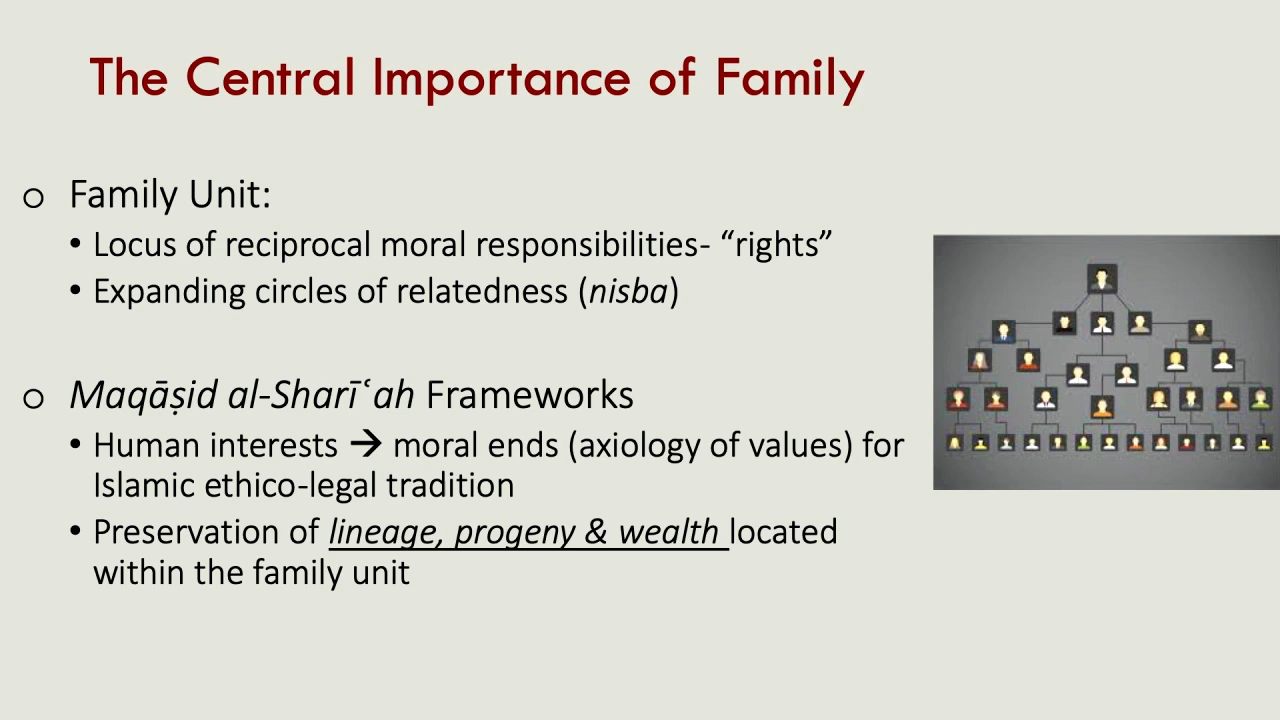 The Central Importance of Family
o Family Unit:
• Locus of reciprocal moral responsibilities- “rights”
• Expanding circles of relatedness (nisba)
o Maqāṣid al-Sharīʿah Frameworks
• Human interests → moral ends (axiology of values) for
Islamic ethico-legal tradition
• Preservation of lineage, progeny & wealth located
within the family unit